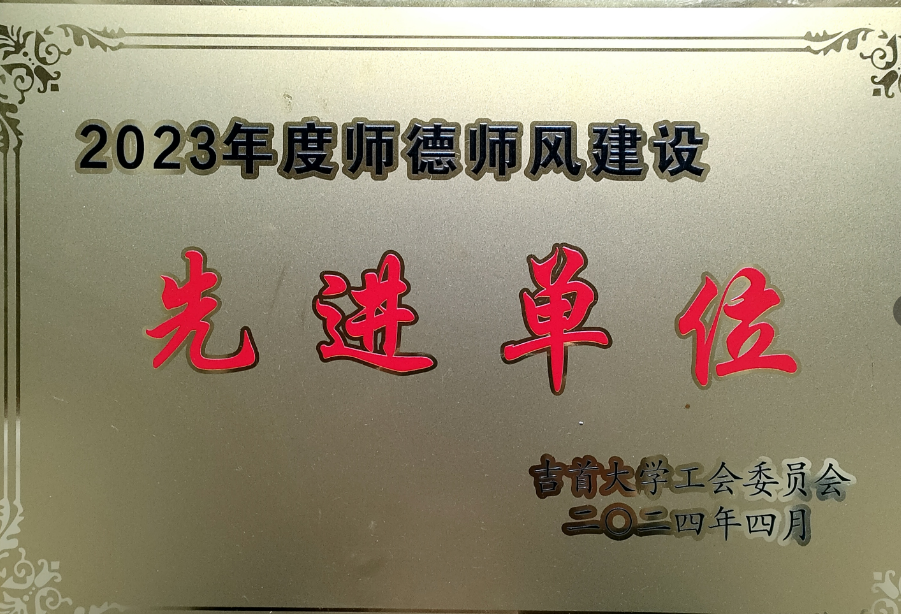 2023年度师德师风建设
先进单位
吉首大学工会委员会
二〇二四年四月